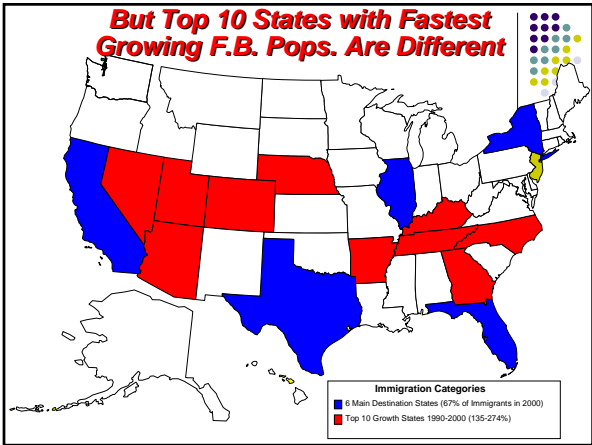 But Top 10 States with Fastest
Growing F.B. Pops. Are Different
Immigration Categories
6 Main Destination States (67% of Immigrants in 2000)
Top 10 Growth States 1990-2000 (135-274%)